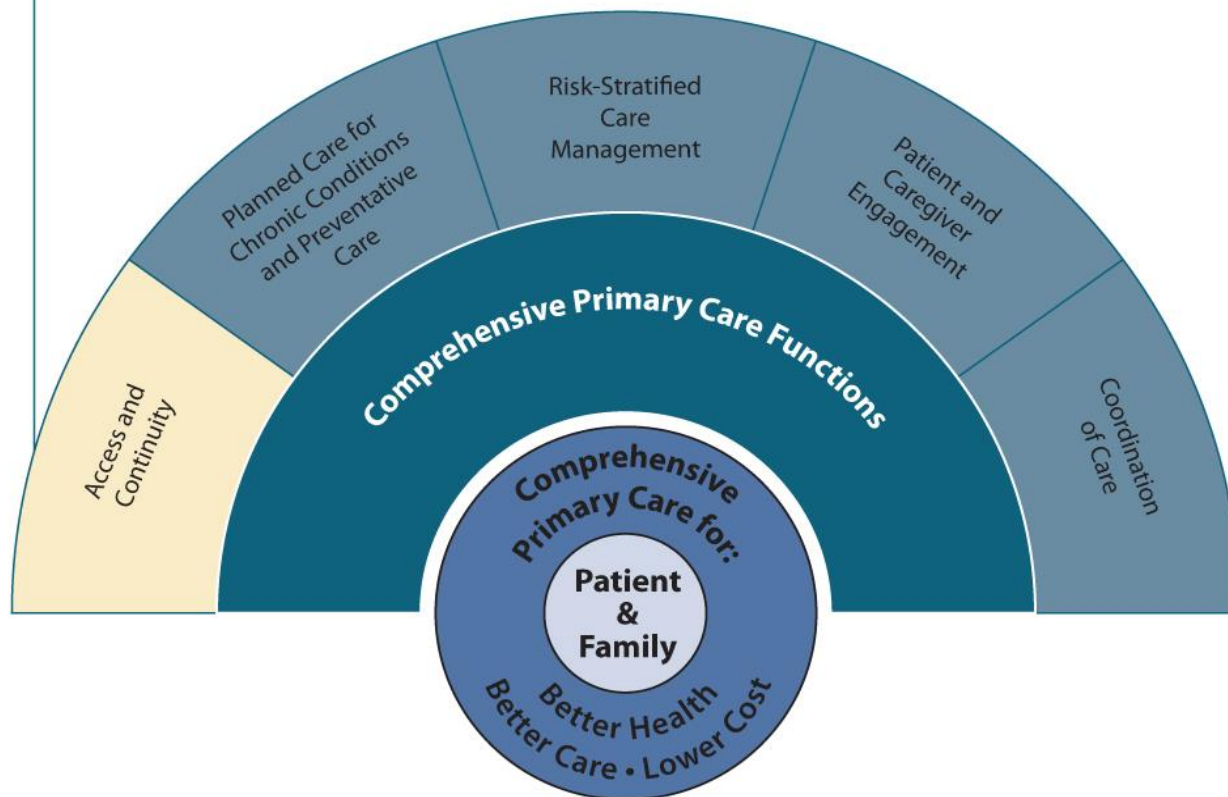 Access and
Continuity
Planned Care for
Chronic Conditions
and Preventative
Care
Risk-Stratified
Care
Management
Patient and
Caregiver
Engagement
Coordination
of Care
Comprehensive Primary Care Functions
Comprehensive
Primary Care for:
Patient
&
Family
Better Health
Better Care • Lower Cost